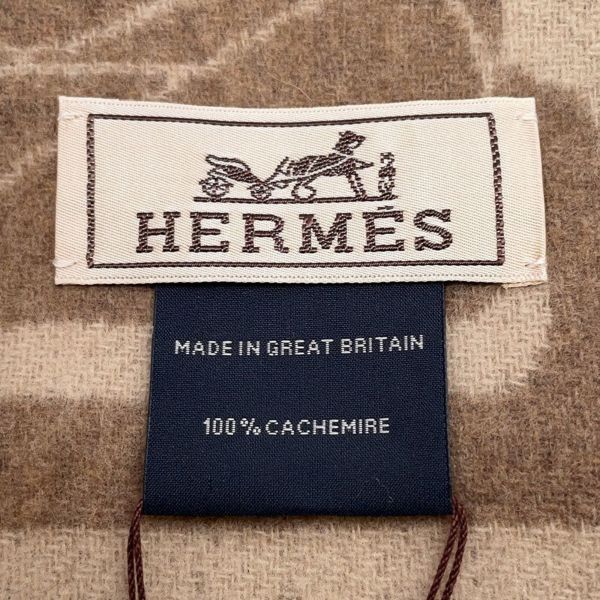 HERMÈS
MADE IN GREAT BRITAIN
100% CACHEMIRE